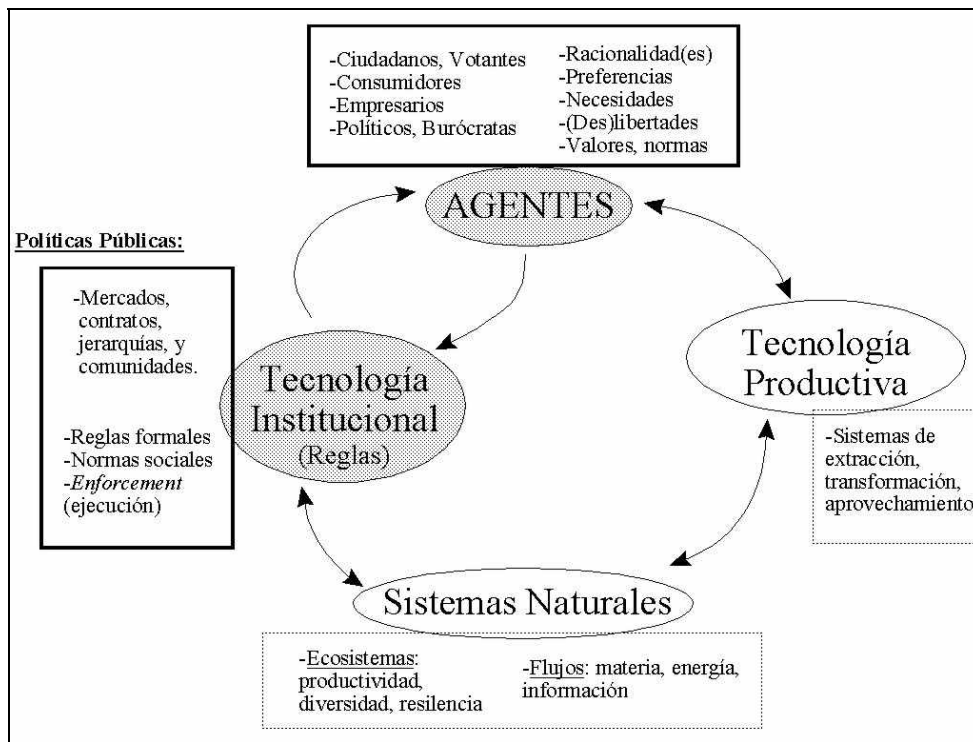 -Ciudadanos, Votantes
-Consumidores
-Empresarios
-Políticos, Burócratas
-Racionalidad(es)
-Preferencias
-Necesidades
-(Des)libertades
-Valores, normas
AGENTES
Políticas Públicas:
-Mercados,
contratos,
jerarquías, y
comunidades.
-Reglas formales
-Normas sociales
-Enforcement
(ejecución)
Tecnología
Institucional
(Reglas)
Tecnología
Productiva
-Sistemas de
extracción,
transformación,
aprovechamiento
Sistemas Naturales
-Ecosistemas:
productividad,
diversidad, resilencia
-Flujos: materia, energía,
información